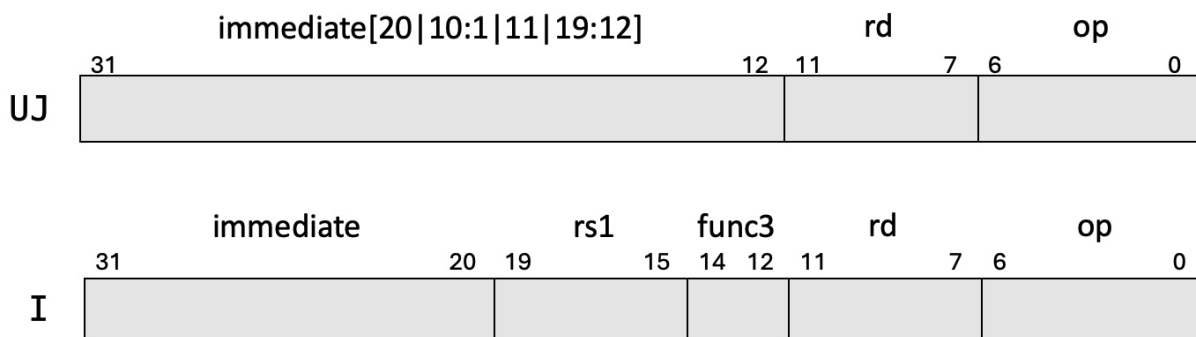 immediate[20|10:1|11|19:12] rd op
31 12 11 7 6 0
UJ
immediate rs1 func3 rd op
31 20 19 15 14 12 11 7 6 0
I